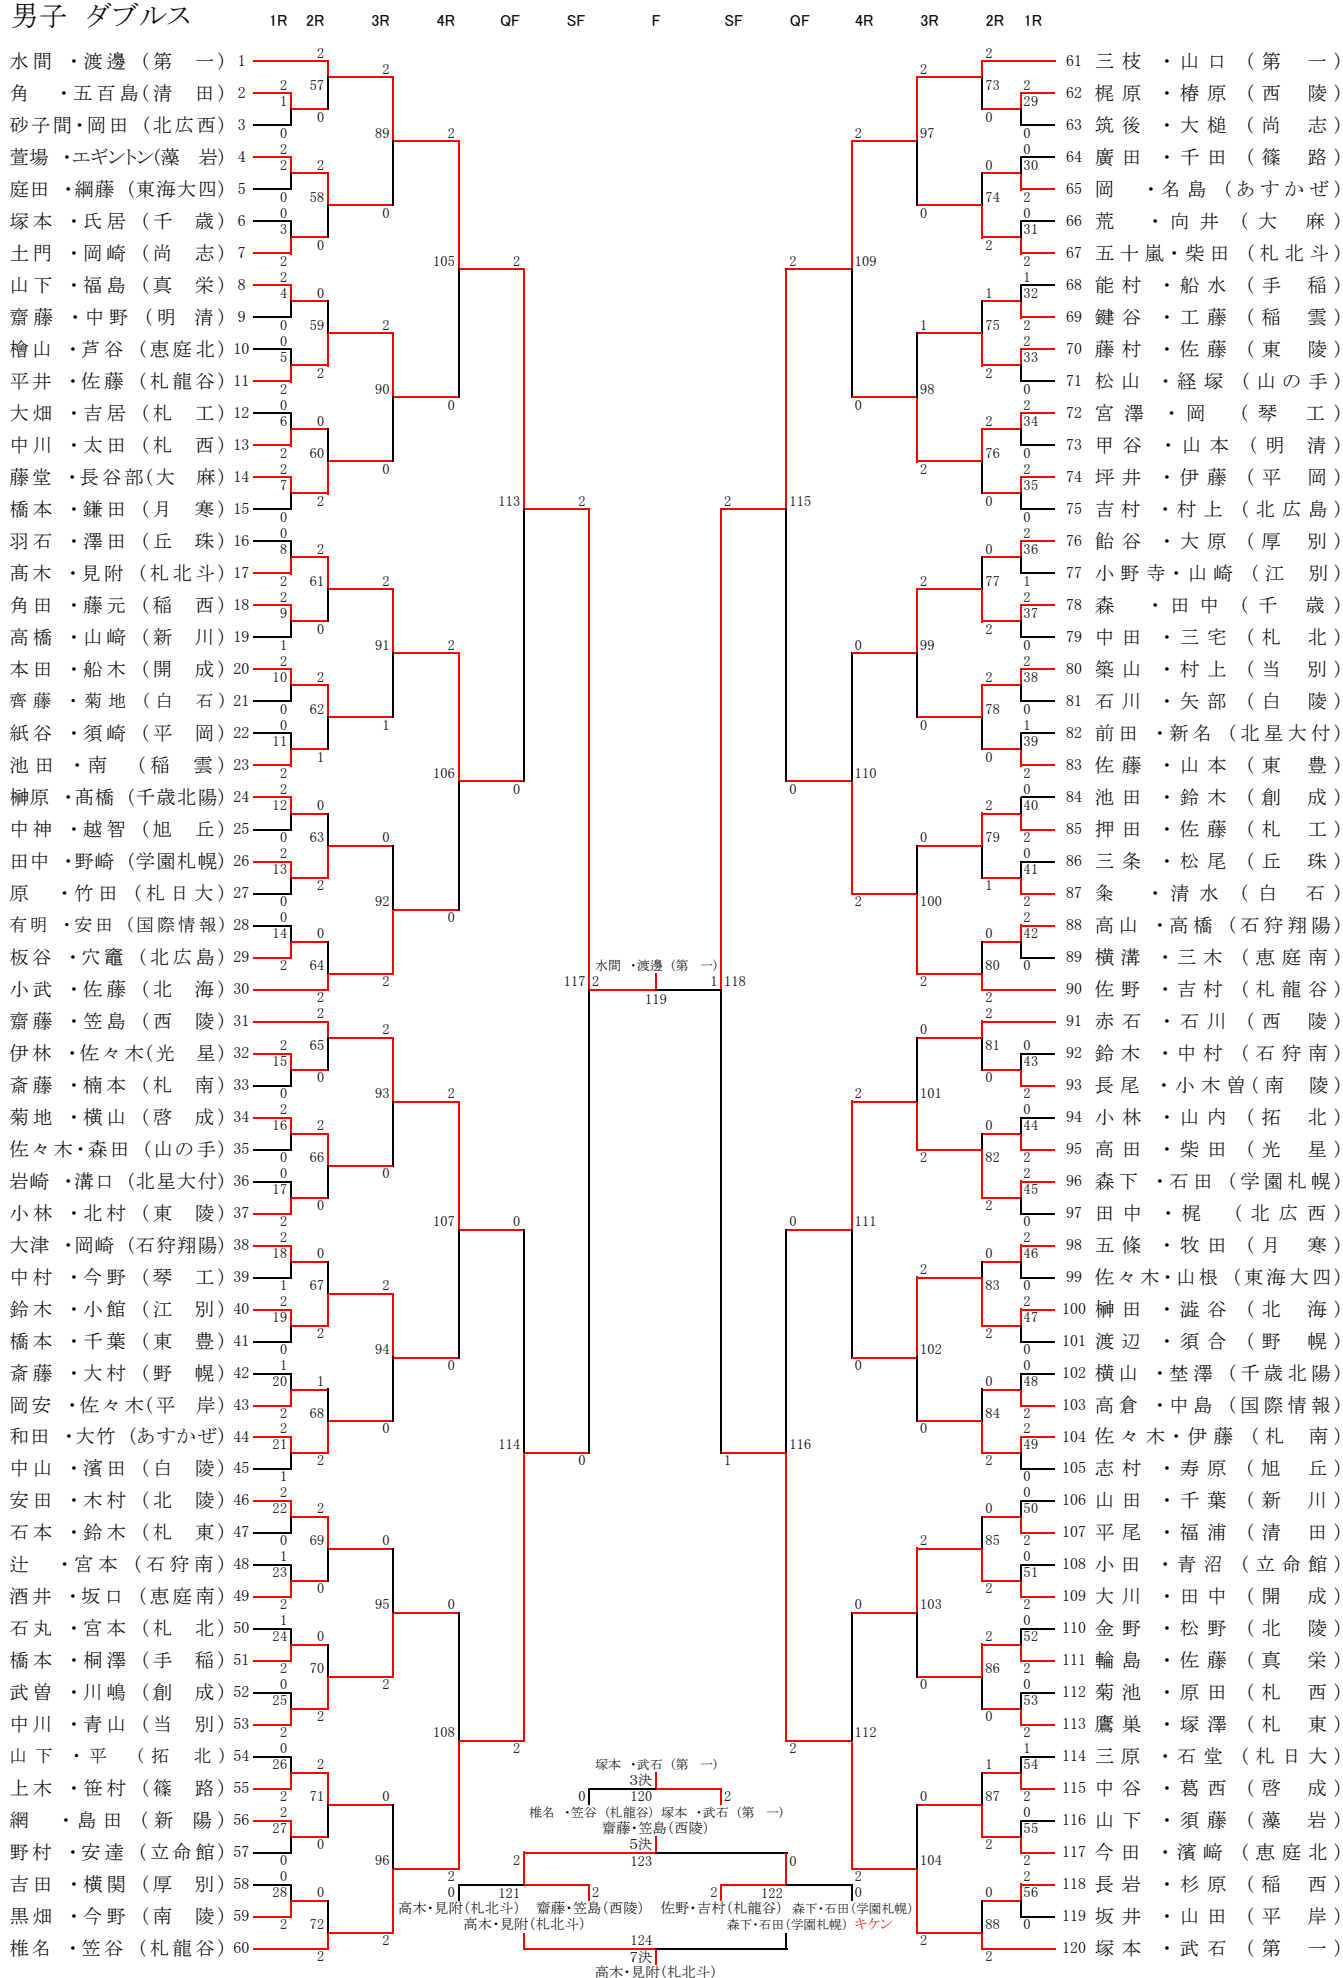 男子 ダブルス
1R 2R 3R 4R QF SF F SF QF 4R 3R 2R 1R
水間 ・渡邊 (第 一) 1
角 ・五百島(清 田) 2
砂子間・岡田 (北広西) 3
萱場 ・エギントン(藻 岩) 4
庭田 ・綱藤 (東海大四) 5
塚本 ・氏居 (千 歳) 6
土門 ・岡崎 (尚 志) 7
山下 ・福島 (真 栄) 8
齋藤 ・中野 (明 清) 9
檜山 ・芦谷 (恵庭北) 10
平井 ・佐藤 (札龍谷) 11
大畑 ・吉居 (札 工) 12
中川 ・太田 (札 西) 13
藤堂 ・長谷部(大 麻) 14
橋本 ・鎌田 (月 寒) 15
羽石 ・澤田 (丘 珠) 16
髙木 ・見附 (札北斗) 17
角田 ・藤元 (稲 西) 18
高橋 ・山﨑 (新 川) 19
本田 ・船木 (開 成) 20
齊藤 ・菊地 (白 石) 21
紙谷 ・須崎 (平 岡) 22
池田 ・南 (稲 雲) 23
榊原 ・髙橋 (千歳北陽) 24
中神 ・越智 (旭 丘) 25
田中 ・野崎 (学園札幌) 26
原 ・竹田 (札日大) 27
有明 ・安田 (国際情報) 28
板谷 ・穴竈 (北広島) 29
小武 ・佐藤 (北 海) 30
齋藤 ・笠島 (西 陵) 31
伊林 ・佐々木(光 星) 32
斎藤 ・楠本 (札 南) 33
菊地 ・横山 (啓 成) 34
佐々木・森田 (山の手) 35
岩崎 ・溝口 (北星大付) 36
小林 ・北村 (東 陵) 37
大津 ・岡崎 (石狩翔陽) 38
中村 ・今野 (琴 工) 39
鈴木 ・小館 (江 別) 40
橋本 ・千葉 (東 豊) 41
斎藤 ・大村 (野 幌) 42
岡安 ・佐々木(平 岸) 43
和田 ・大竹 (あすかぜ) 44
中山 ・濱田 (白 陵) 45
安田 ・木村 (北 陵) 46
石本 ・鈴木 (札 東) 47
辻 ・宮本 (石狩南) 48
酒井 ・坂口 (恵庭南) 49
石丸 ・宮本 (札 北) 50
橋本 ・桐澤 (手 稲) 51
武曽 ・川嶋 (創 成) 52
中川 ・青山 (当 別) 53
山下 ・平 (拓 北) 54
上木 ・笹村 (篠 路) 55
網 ・島田 (新 陽) 56
野村 ・安達 (立命館) 57
吉田 ・横関 (厚 別) 58
黒畑 ・今野 (南 陵) 59
椎名 ・笠谷 (札龍谷) 60
61 三枝 ・山口 (第 一)
62 梶原 ・椿原 (西 陵)
63 筑後 ・大槌 (尚 志)
64 廣田 ・千田 (篠 路)
65 岡 ・名島 (あすかぜ)
66 荒 ・向井 (大 麻)
67 五十嵐・柴田 (札北斗)
68 能村 ・船水 (手 稲)
69 鍵谷 ・工藤 (稲 雲)
70 藤村 ・佐藤 (東 陵)
71 松山 ・経塚 (山の手)
72 宮澤 ・岡 (琴 工)
73 甲谷 ・山本 (明 清)
74 坪井 ・伊藤 (平 岡)
75 吉村 ・村上 (北広島)
76 飴谷 ・大原 (厚 別)
77 小野寺・山崎 (江 別)
78 森 ・田中 (千 歳)
79 中田 ・三宅 (札 北)
80 築山 ・村上 (当 別)
81 石川 ・矢部 (白 陵)
82 前田 ・新名 (北星大付)
83 佐藤 ・山本 (東 豊)
84 池田 ・鈴木 (創 成)
85 押田 ・佐藤 (札 工)
86 三条 ・松尾 (丘 珠)
87 粂 ・清水 (白 石)
88 高山 ・高橋 (石狩翔陽)
89 横溝 ・三木 (恵庭南)
90 佐野 ・吉村 (札龍谷)
91 赤石 ・石川 (西 陵)
92 鈴木 ・中村 (石狩南)
93 長尾 ・小木曽(南 陵)
94 小林 ・山内 (拓 北)
95 高田 ・柴田 (光 星)
96 森下 ・石田 (学園札幌)
97 田中 ・梶 (北広西)
98 五條 ・牧田 (月 寒)
99 佐々木・山根 (東海大四)
100 榊田 ・澁谷 (北 海)
101 渡辺 ・須合 (野 幌)
102 横山 ・埜澤 (千歳北陽)
103 高倉 ・中島 (国際情報)
104 佐々木・伊藤 (札 南)
105 志村 ・寿原 (旭 丘)
106 山田 ・千葉 (新 川)
107 平尾 ・福浦 (清 田)
108 小田 ・青沼 (立命館)
109 大川 ・田中 (開 成)
110 金野 ・松野 (北 陵)
111 輪島 ・佐藤 (真 栄)
112 菊池 ・原田 (札 西)
113 鷹巣 ・塚澤 (札 東)
114 三原 ・石堂 (札日大)
115 中谷 ・葛西 (啓 成)
116 山下 ・須藤 (藻 岩)
117 今田 ・濱﨑 (恵庭北)
118 長岩 ・杉原 (稲 西)
119 坂井 ・山田 (平 岸)
120 塚本 ・武石 (第 一)
水間 ・渡邊 (第 一)
117 2 1 118
119
塚本 ・武石 (第 一)
3決
0 120 2
椎名 ・笠谷 (札龍谷) 塚本 ・武石 (第 一)
齋藤・笠島(西陵)
5決
2 123 0
0 121 2 2 122 0
高木・見附(札北斗) 齋藤・笠島(西陵) 佐野・吉村(札龍谷) 森下・石田(学園札幌)
高木・見附(札北斗) 森下・石田(学園札幌) キケン
124
7決
高木・見附(札北斗)